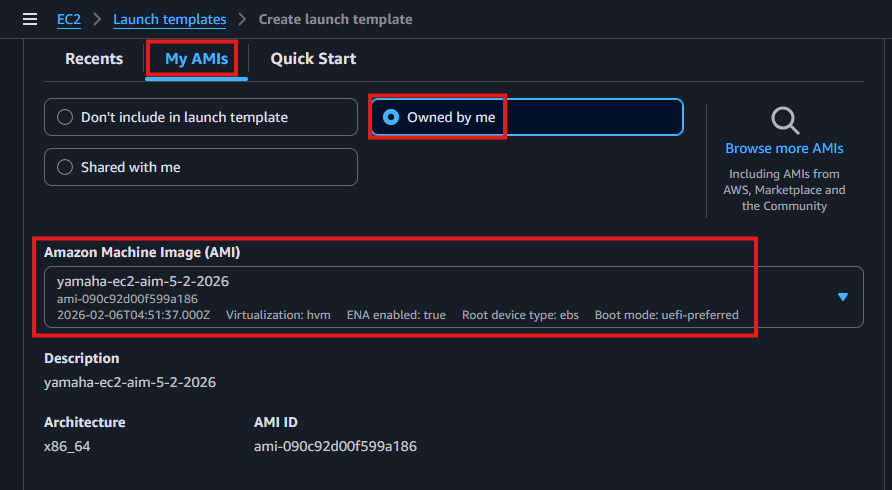 EC2 > Launch templates > Create launch template
Recents My AMIs Quick Start
Don't include in launch template
Owned by me
Shared with me
Browse more AMIs
Including AMIs from
AWS, Marketplace and
the Community
Amazon Machine Image (AMI)
yamaha-ec2-aim-5-2-2026
ami-090c92d00f599a186
2026-02-06T04:51:37.000Z Virtualization: hvm ENA enabled: true Root device type: ebs Boot mode: uefi-preferred
Description
yamaha-ec2-aim-5-2-2026
Architecture AMI ID
x86_64 ami-090c92d00f599a186